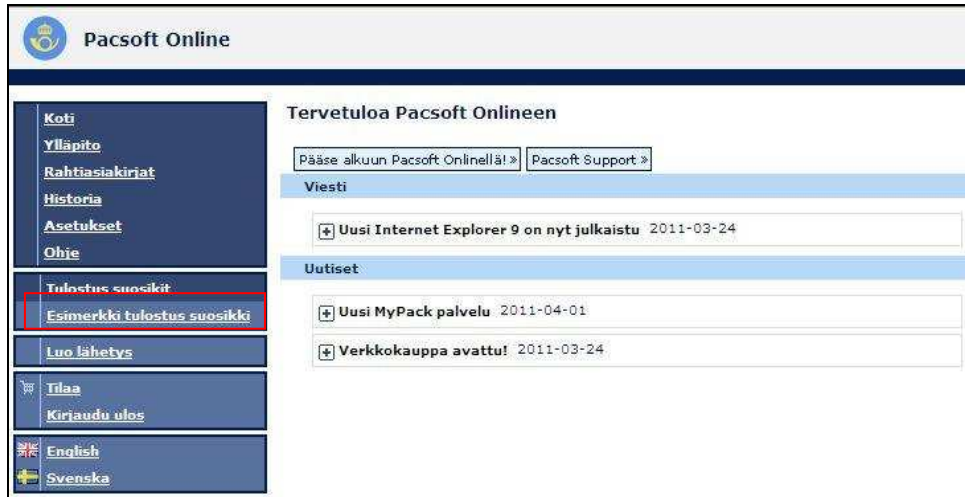 Pacsoft Online
Koti
Ylläpito
Rahtiasiakirjat
Historia
Asetukset
Ohje
Tulostus suosikit
Esimerkki tulostus suosikki
Luo lähetys
Tilaa
Kirjaudu ulos
English
Svenska
Tervetuloa Pacsoft Onlineen
Pääse alkuun Pacsoft Onlinellä! » Pacsoft Support »
Viesti
Uusi Internet Explorer 9 on nyt julkaistu 2011-03-24
Uutiset
Uusi MyPack palvelu 2011-04-01
Verkkokauppa avattu! 2011-03-24